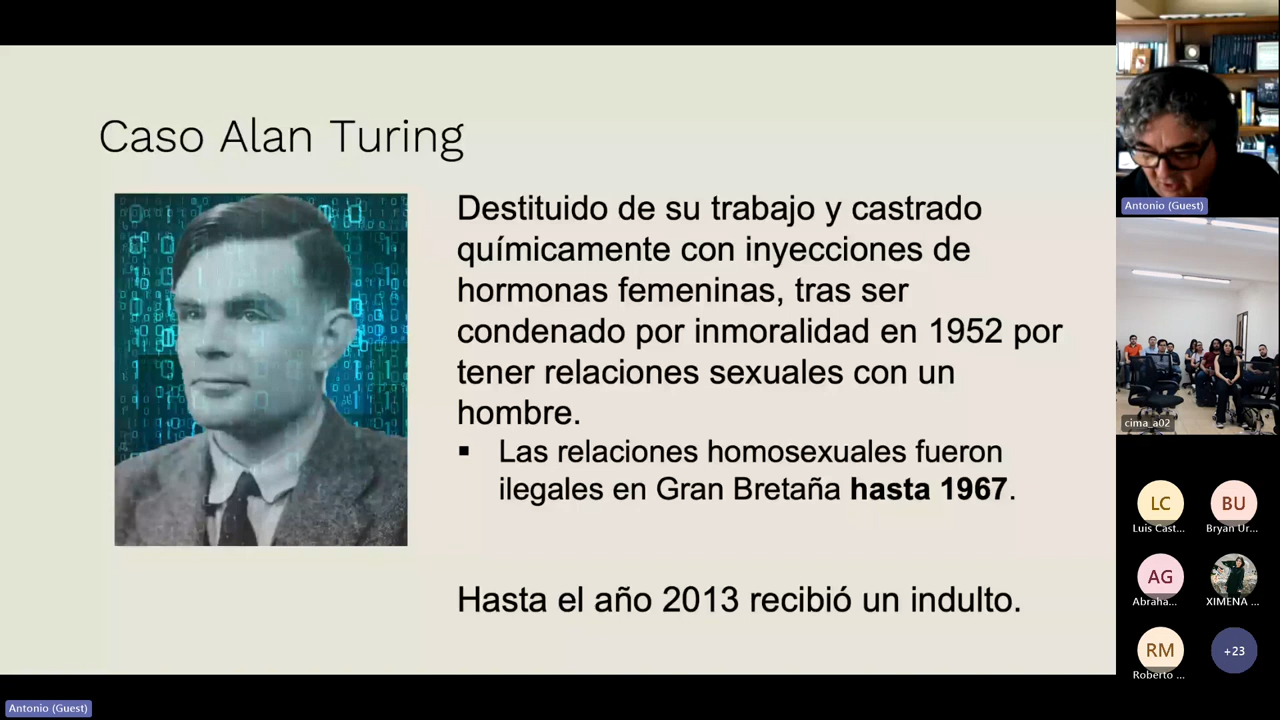 Caso Alan Turing
Destituido de su trabajo y castrado
químicamente con inyecciones de
hormonas femeninas, tras ser
condenado por inmoralidad en 1952 por
tener relaciones sexuales con un
hombre.
▪ Las relaciones homosexuales fueron
ilegales en Gran Bretaña hasta 1967.
Hasta el año 2013 recibió un indulto.
Antonio (Guest)
cima_a02
LC
Luis Cast...
BU
Bryan Ur...
AG
Abraha...
XIMENA ...
RM
Roberto ...
+23
Antonio (Guest)